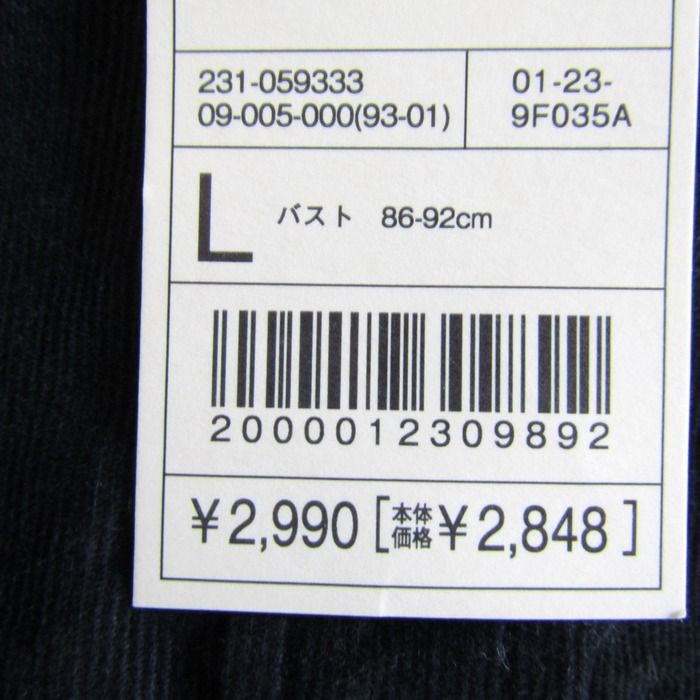 231-059333
09-005-000(93-01)
01-23-
9F035A
L
バスト 86-92cm
2000012309892
¥2,990 [本体価格 ¥2,848]